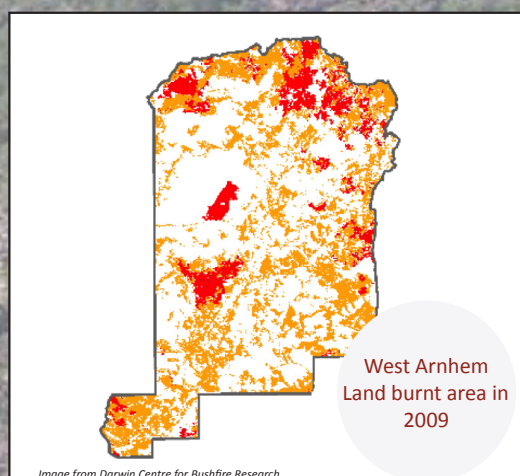 West Arnhem
Land burnt area in
2009
Image from Darwin Centre for Bushfire Research